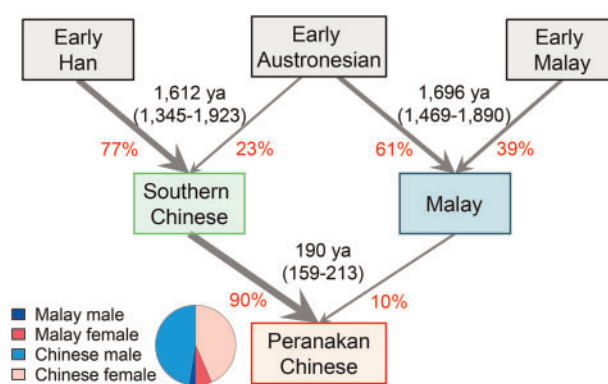 Early
Han
Early
Austronesian
Early
Malay
1,612 ya
(1,345-1,923)
1,696 ya
(1,469-1,890)
77%
23%
61%
39%
Southern
Chinese
Malay
190 ya
(159-213)
90%
10%
Malay male
Malay female
Chinese male
Chinese female
Peranakan
Chinese